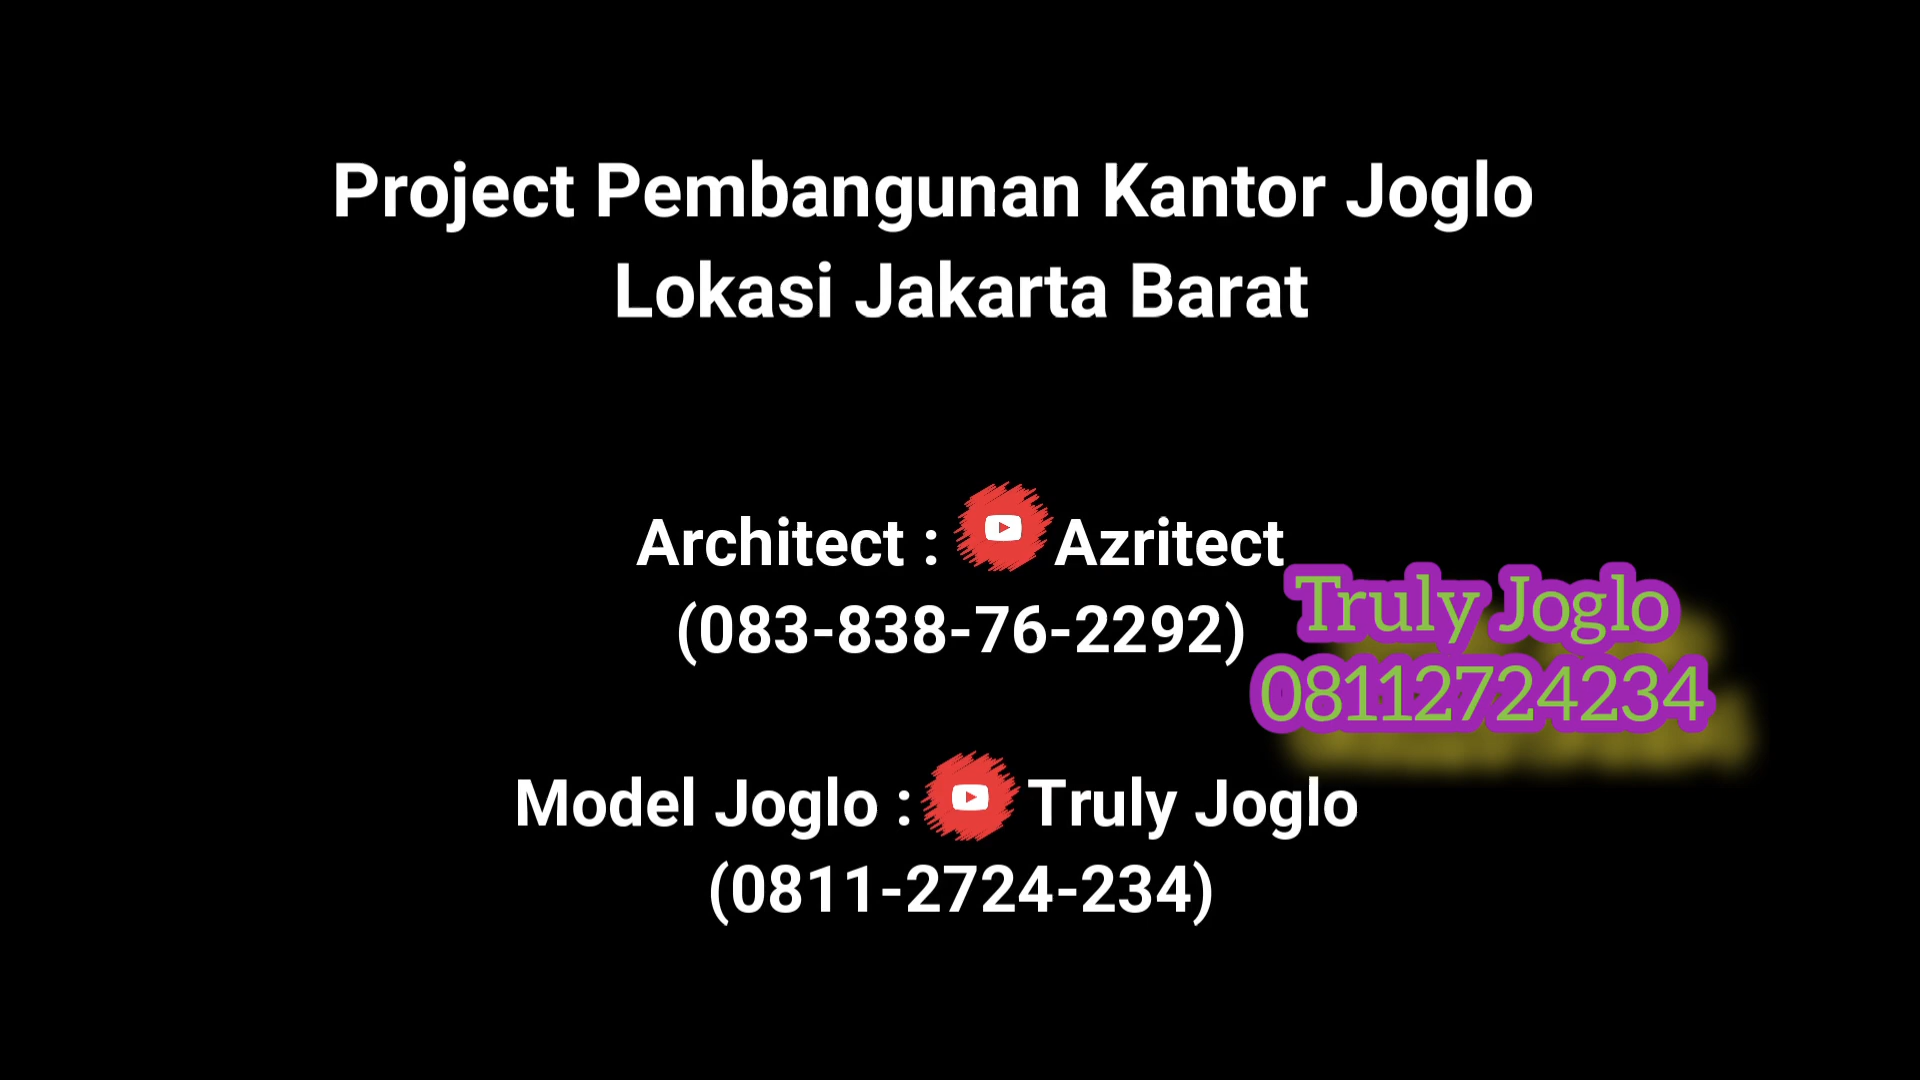 Project Pembangunan Kantor Joglo
Lokasi Jakarta Barat
Architect : Azritect
(083-838-76-2292)
Truly Joglo
08112724234
Model Joglo : Truly Joglo
(0811-2724-234)